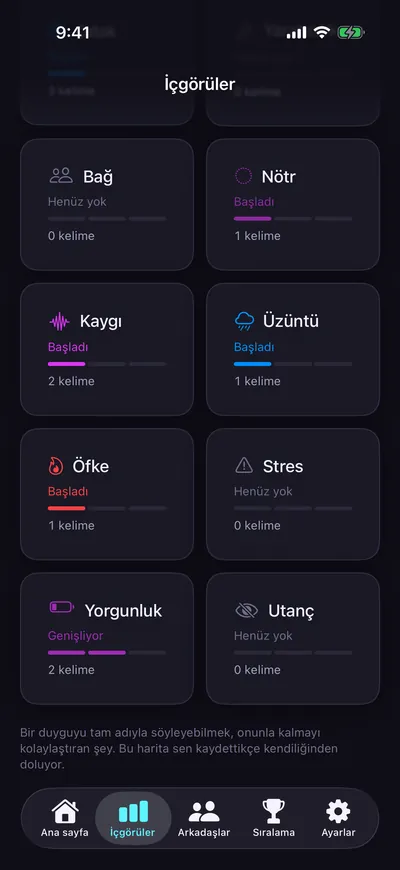 9:41
İçgörüler
Bağ
Henüz yok
0 kelime
Nötr
Başladı
1 kelime
Kaygı
Başladı
2 kelime
Üzüntü
Başladı
1 kelime
Öfke
Başladı
1 kelime
Stres
Henüz yok
0 kelime
Yorgunluk
Genişliyor
2 kelime
Utanç
Henüz yok
0 kelime
Bir duyguyu tam adıyla söyleyebilmek, onunla kalmayı
kolaylaştıran şey. Bu harita sen kaydettikçe kendiliğinden
doluyor.
Ana sayfa
İçgörüler
Arkadaşlar
Sıralama
Ayarlar